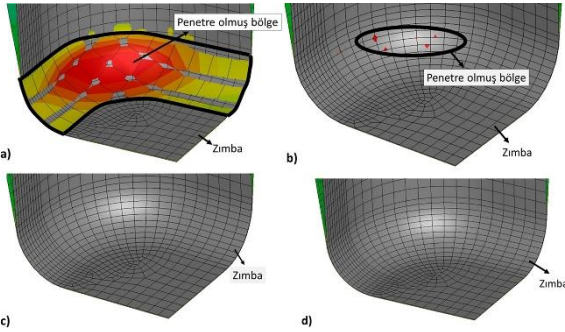 Penetre olmuş bölge
Zımba
a)
Penetre olmuş bölge
Zımba
b)
Zımba
c)
Zımba
d)